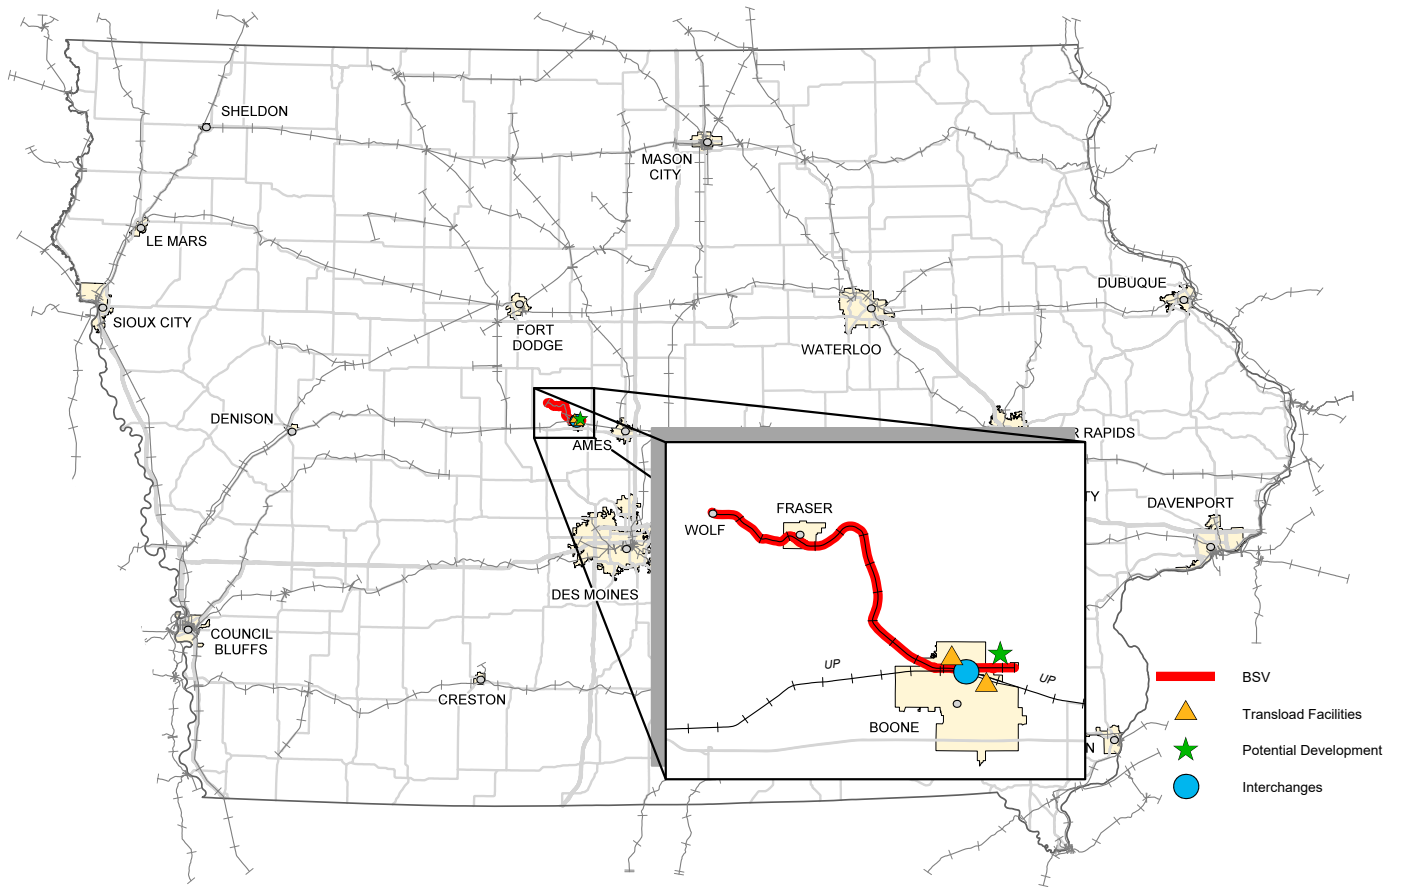 SHELDON
MASON
CITY
LE MARS
DUBUQUE
SIOUX CITY
FORT
DODGE
WATERLOO
DENISON
AMES
R RAPIDS
TY
DAVENPORT
FRASER
WOLF
DES MOINES
COUNCIL
BLUFFS
UP
UP
CRESTON
BOONE
N
BSV
Transload Facilities
Potential Development
Interchanges